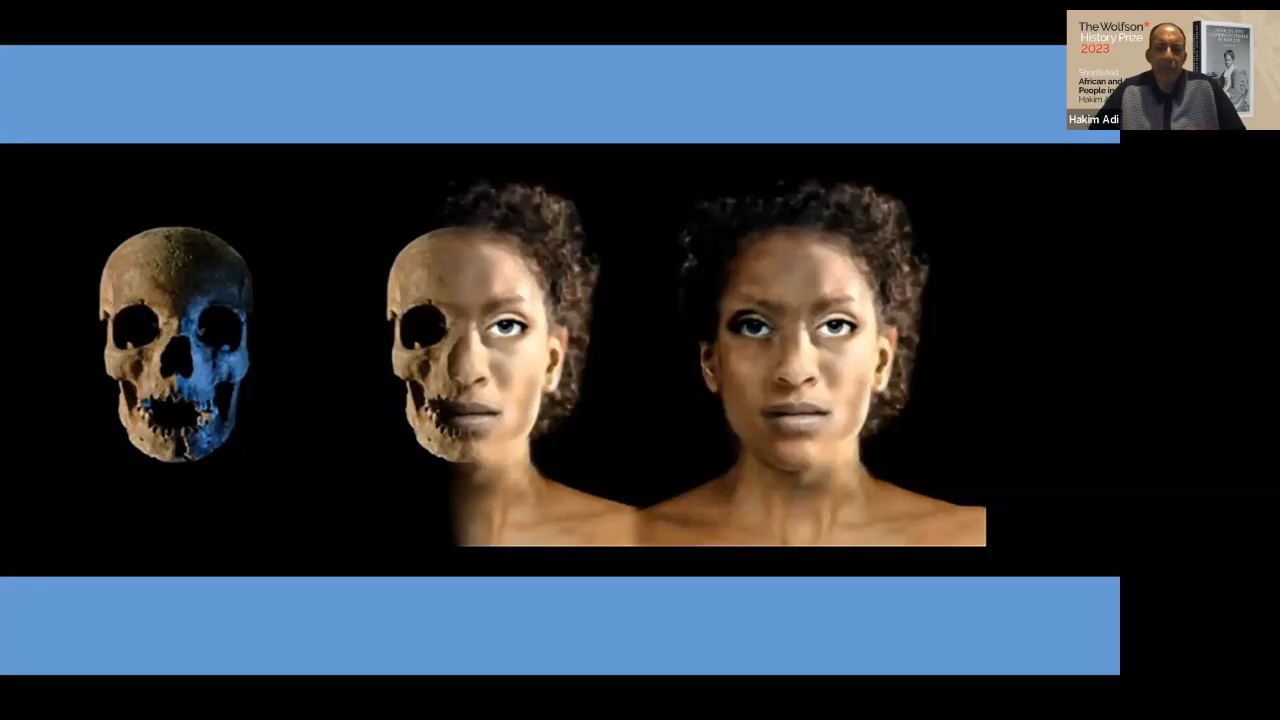 The Wolfson*
History Prize
2023
Shortlisted
African and
People in
Hakim A
Hakim Adi